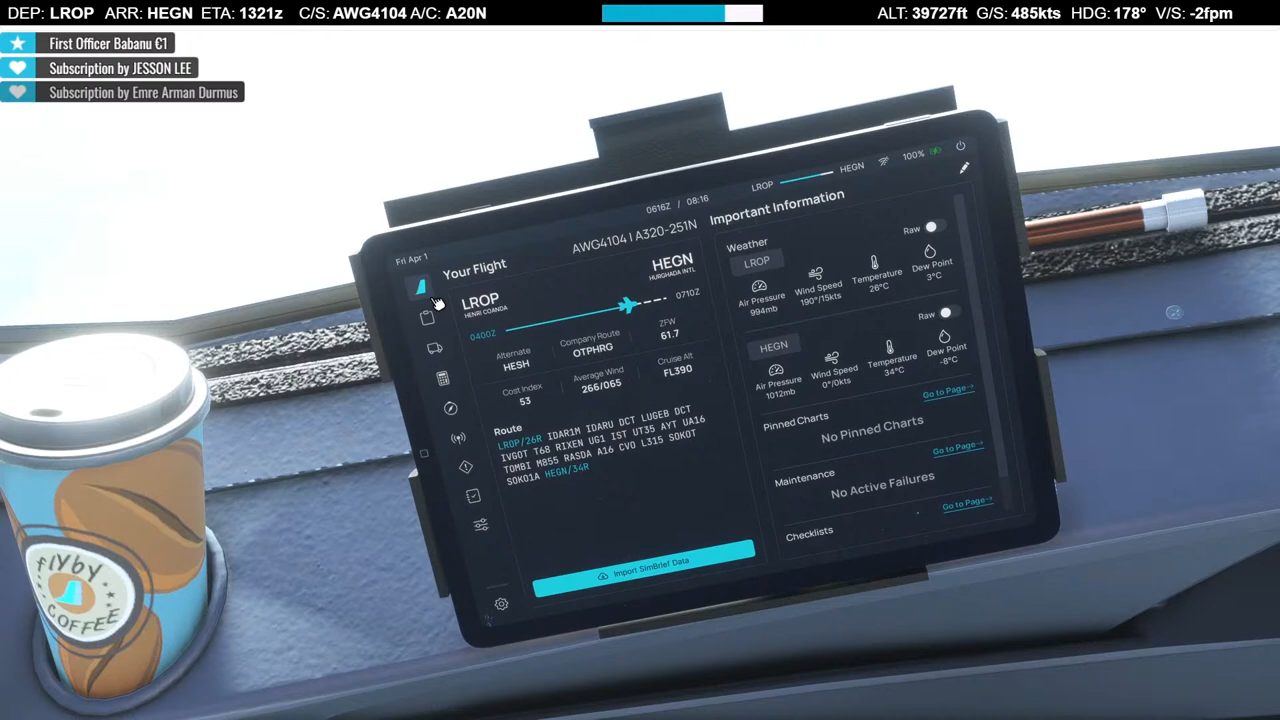 DEP: LROP ARR: HEGN ETA: 1321z C/S: AWG4104 A/C: A20N
ALT: 39727ft G/S: 485kts HDG: 178° V/S: -2fpm
First Officer Babanu €1
Subscription by JESSON LEE
Subscription by Emre Arman Durmus
Fri Apr 1
0616Z / 08:16
LROP HEGN 100%
Your Flight
AWG4104 | A320-251N
LROP
HENRI COANDA
HEGN
HURGHADA INTL
0400Z
0710Z
Alternate
HESH
Company Route
OTPHRG
ZFW
61.7
Cost Index
53
Average Wind
266/065
Cruise Alt
FL390
Route
LROP/26R IDAR1M IDARU DCT LUGEB DCT
IVGOT T68 RIXEN UG1 IST UT35 AYT UA16
TOMBI M855 RASDA A16 CVO L315 SOKOT
SOKO1A HEGN/34R
Import SimBrief Data
Important Information
Weather
Raw
LROP
Air Pressure
994mb
Wind Speed
190°/15kts
Temperature
26°C
Dew Point
3°C
Raw
HEGN
Air Pressure
1012mb
Wind Speed
0°/0kts
Temperature
34°C
Dew Point
-8°C
Pinned Charts
Go to Page
No Pinned Charts
Maintenance
Go to Page
No Active Failures
Checklists
Go to Page
flyby
COFFEE